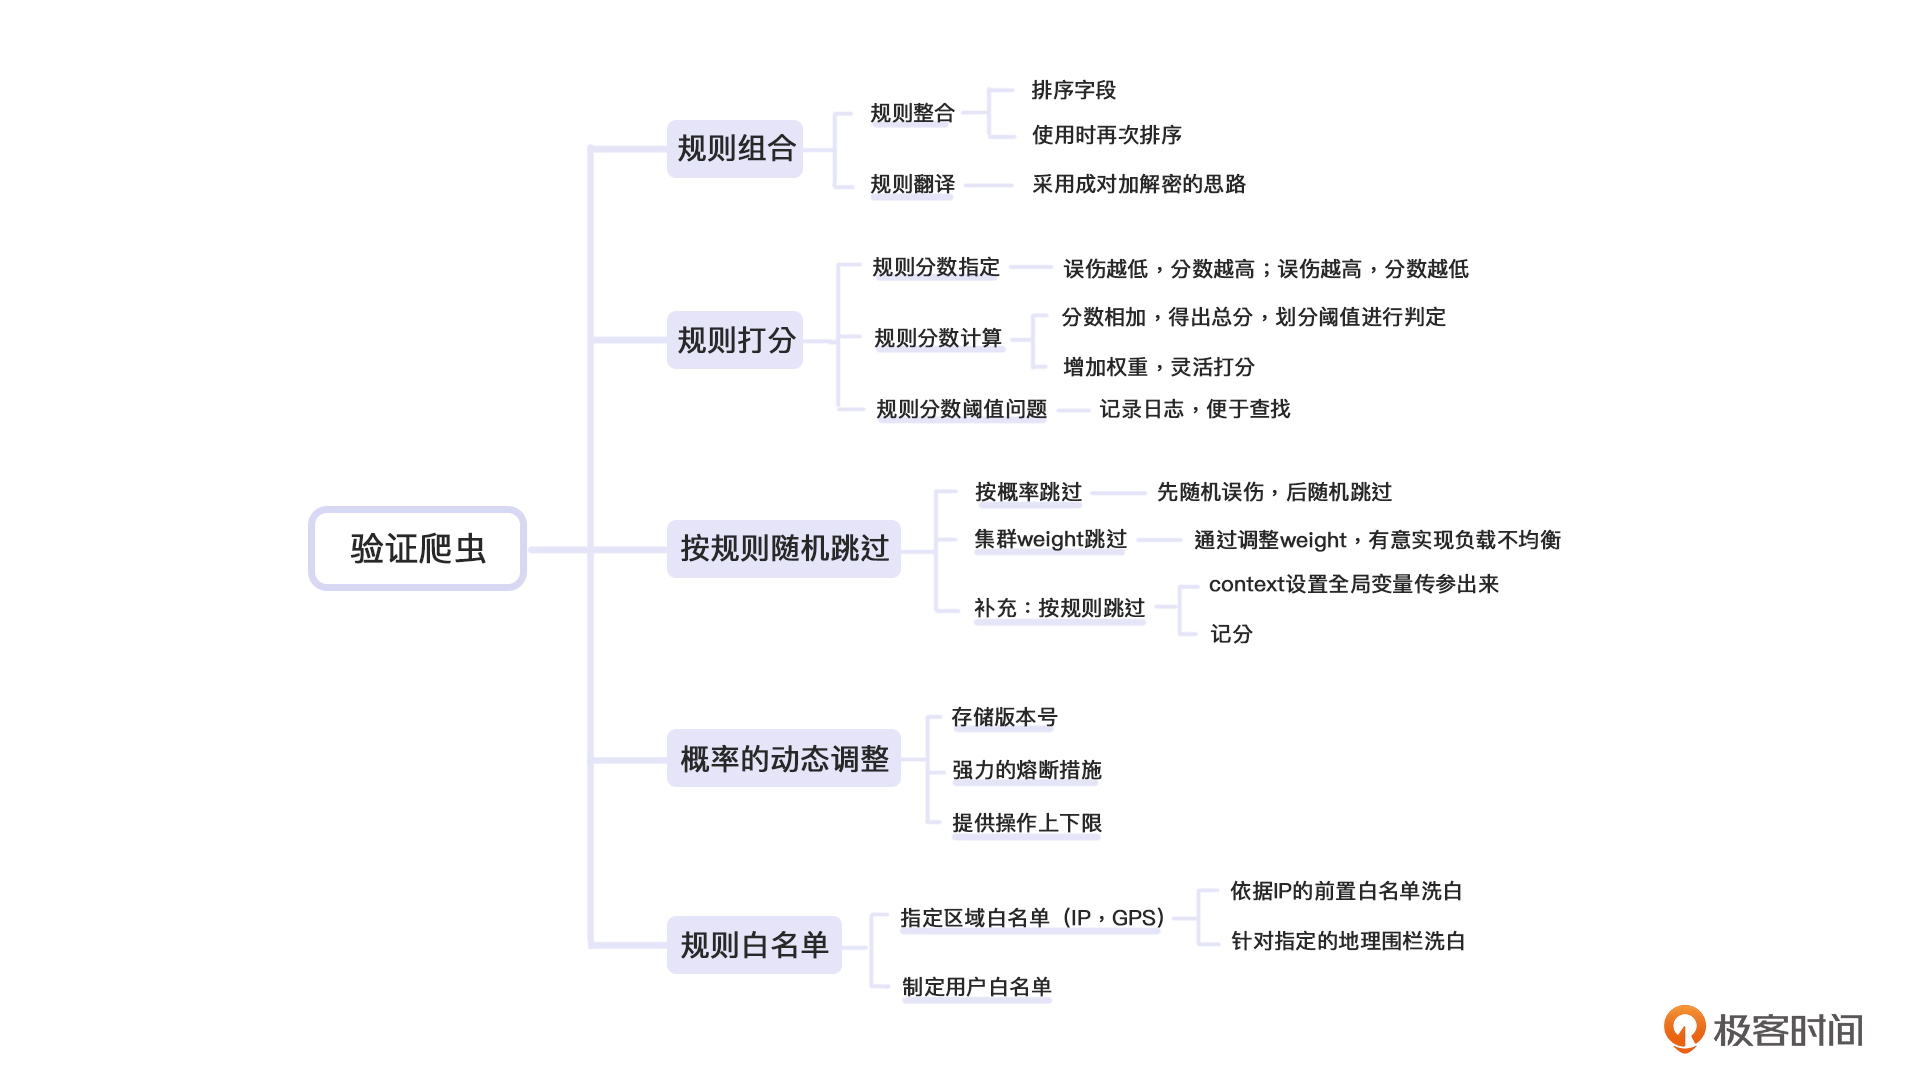 验证爬虫
规则组合
规则整合
排序字段
使用时再次排序
规则翻译
采用成对加解密的思路
规则打分
规则分数指定
误伤越低，分数越高；误伤越高，分数越低
规则分数计算
分数相加，得出总分，划分阈值进行判定
增加权重，灵活打分
规则分数阈值问题
记录日志，便于查找
按规则随机跳过
按概率跳过
先随机误伤，后随机跳过
集群weight跳过
通过调整weight，有意实现负载不均衡
补充：按规则跳过
context设置全局变量传参出来
记分
概率的动态调整
存储版本号
强力的熔断措施
提供操作上下限
规则白名单
指定区域白名单（IP，GPS）
依据IP的前置白名单洗白
针对指定的地理围栏洗白
制定用户白名单
极客时间